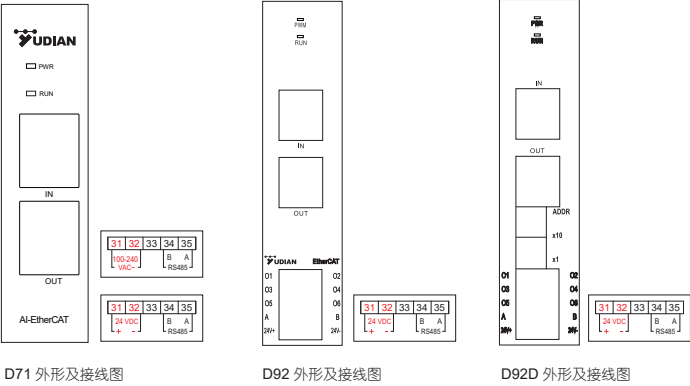 YUDIAN
PWR
RUN
IN
OUT
AI-EtherCAT
31 32 33 34 35
100-240 B A
VAC~ RS485
31 32 33 34 35
24 VDC B A
+ - RS485
D71 外形及接线图
PWM
RUN
IN
OUT
YUDIAN EtherCAT
O1 O2
O3 O4
O5 O6
A B
24V+ 24V-
31 32 33 34 35
24 VDC B A
+ - RS485
D92 外形及接线图
PWR
RUN
IN
OUT
ADDR
x10
x1
O1 O2
O3 O4
O5 O6
A B
24V+ 24V-
31 32 33 34 35
24 VDC B A
+ - RS485
D92D 外形及接线图